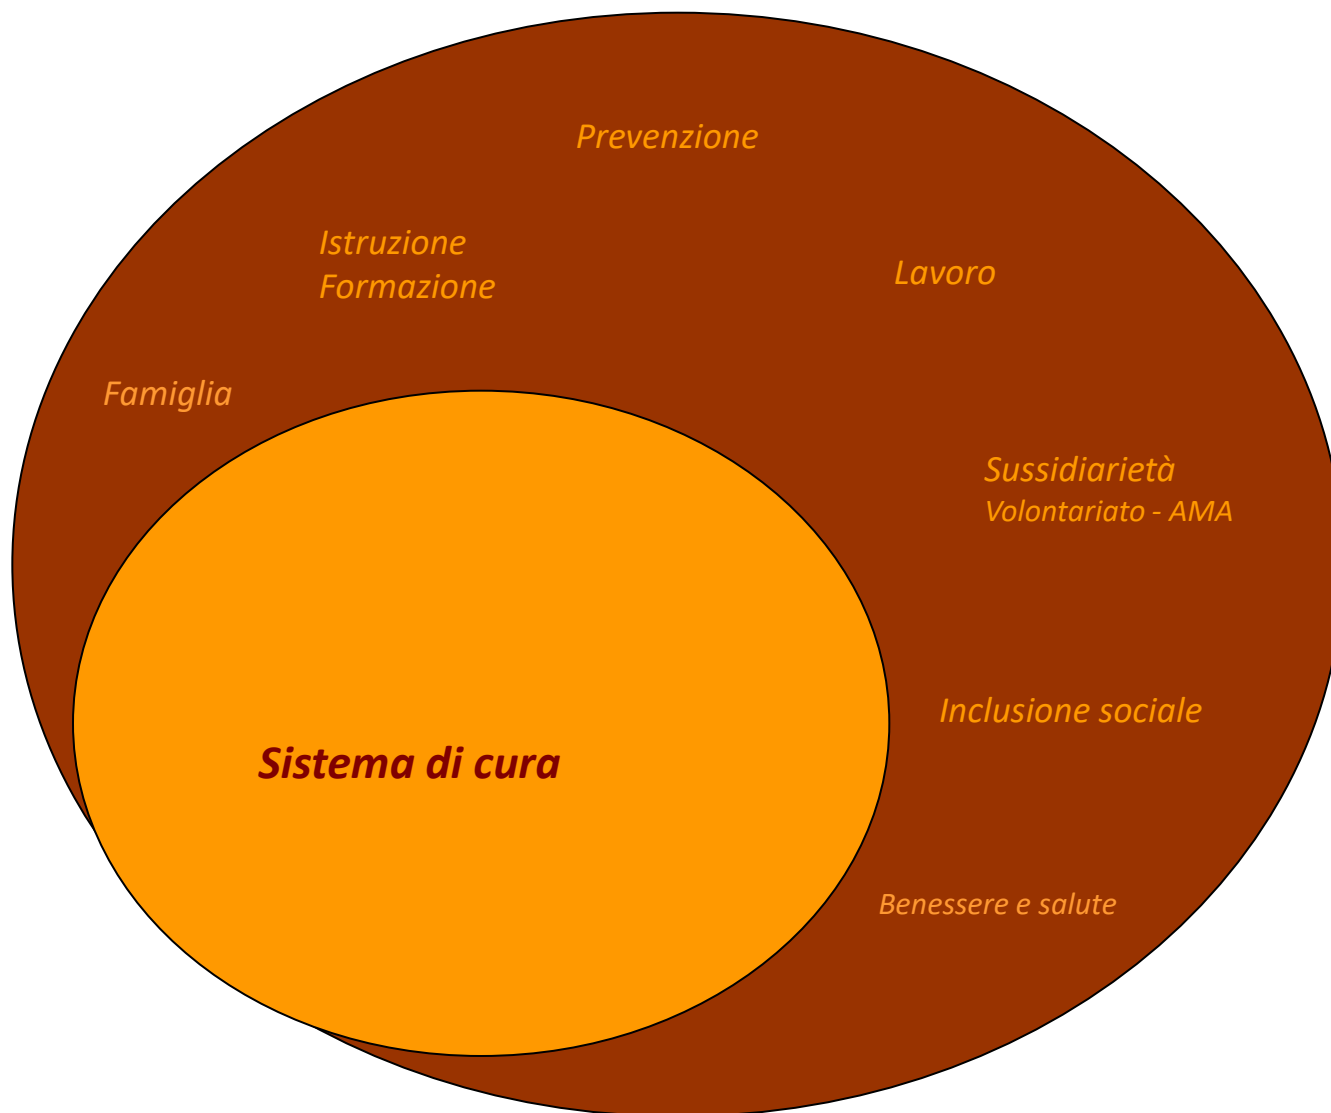 Prevenzione
Istruzione
Formazione
Lavoro
Famiglia
Sussidiarietà
Volontariato - AMA
Inclusione sociale
Sistema di cura
Benessere e salute